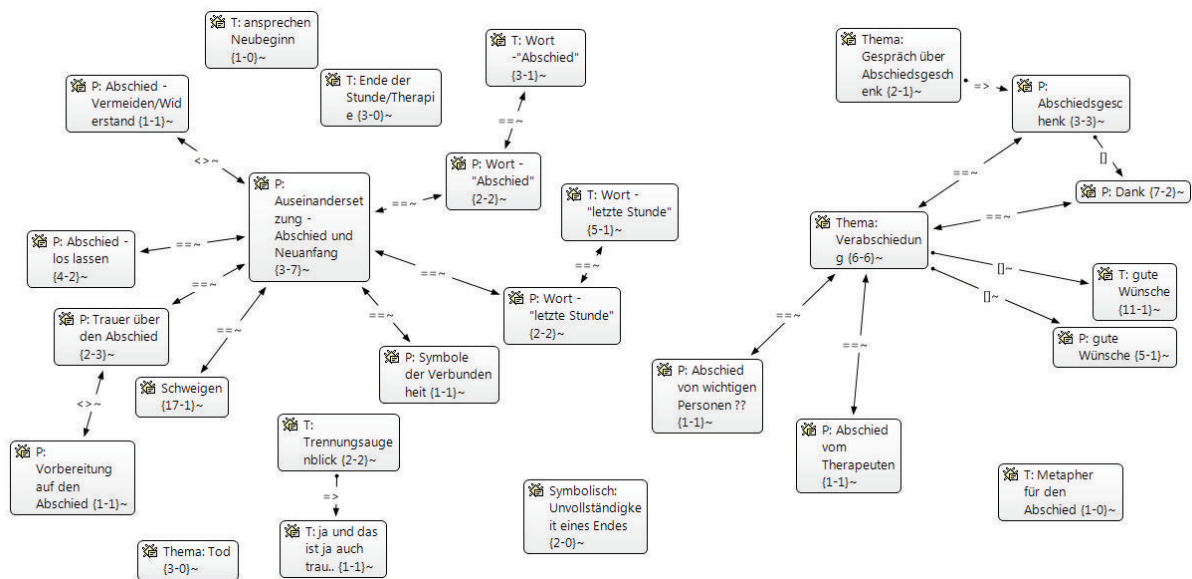 T: ansprechen
Neubeginn
{1-0}~
T: Ende der
Stunde/Therapi
e {3-0}~
T: Wort
-"Abschied"
{3-1}~
P: Abschied -
Vermeiden/Wid
erstand {1-1}~
<>~
==~
P: Wort -
"Abschied"
{2-2}~
P:
Auseinanderset
zung -
Abschied und
Neuanfang
{3-7}~
==~
T: Wort -
"letzte Stunde"
{5-1}~
P: Abschied -
los lassen
{4-2}~
==~
==~
==~
P: Wort -
"letzte Stunde"
{2-2}~
P: Trauer über
den Abschied
{2-3}~
==~
==~
==~
Schweigen
{17-1}~
P: Symbole
der Verbunden
heit {1-1}~
<>~
P:
Vorbereitung
auf den
Abschied {1-1}~
T:
Trennungsauge
nblick {2-2}~
=>
T: ja und das
ist ja auch
trau.. {1-1}~
Thema: Tod
{3-0}~
Symbolisch:
Unvollständigke
it eines Endes
{2-0}~
Thema:
Gespräch über
Abschiedsgesch
enk {2-1}~
=>
P:
Abschiedsgesc
henk {3-3}~
[]
==~
P: Dank {7-2}~
==~
Thema:
Verabschiedun
g {6-6}~
[]~
T: gute
Wünsche
{11-1}~
[]~
P: gute
Wünsche {5-1}~
==~
==~
P: Abschied
von wichtigen
Personen ??
{1-1}~
P: Abschied
vom
Therapeuten
{1-1}~
T: Metapher
für den
Abschied {1-0}~